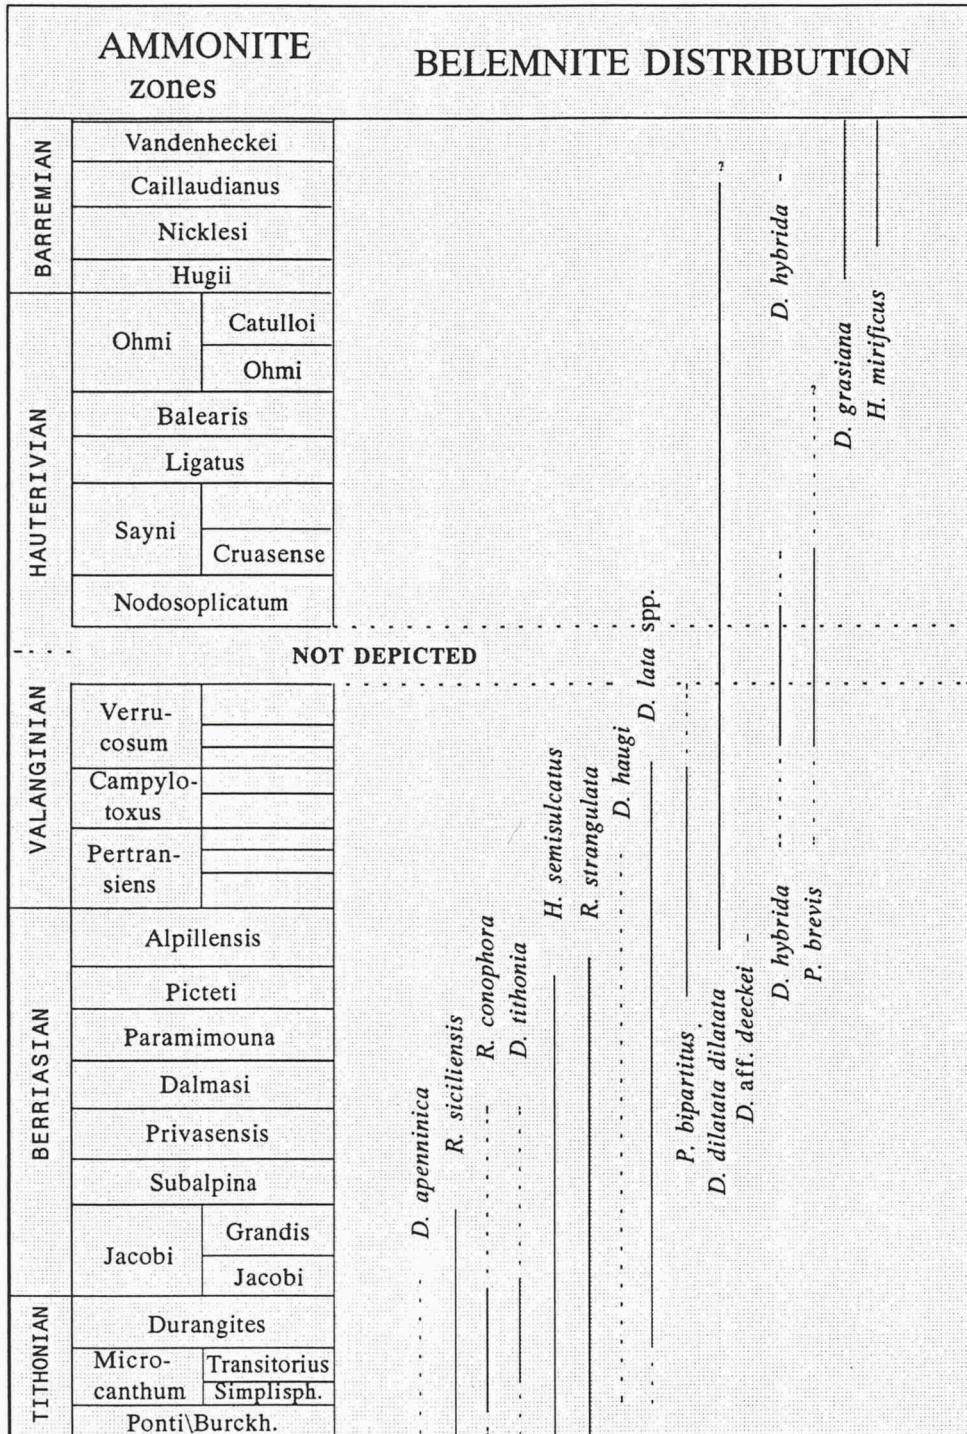 AMMONITE
zones
BELEMNITE DISTRIBUTION
BARREMIAN
Vandenheckei
Caillaudianus
Nicklesi
Hugii
HAUTERIVIAN
Ohmi
Catulloi
Ohmi
Balearis
Ligatus
Sayni
Cruasense
Nodosoplicatum
NOT DEPICTED
VALANGINIAN
Verru-
cosum
Campylo-
toxus
Pertran-
siens
BERRIASIAN
Alpillensis
Picteti
Paramimouna
Dalmasi
Privasensis
Subalpina
Jacobi
Grandis
Jacobi
TITHONIAN
Durangites
Micro-
canthum
Transitorius
Simplisph.
Ponti\Burckh.
D. apenninica
R. siciliensis
R. conophora
D. tithonia
H. semisulcatus
R. strangulata
D. haugi
D. lata spp.
P. bipartitus
D. dilatata dilatata
?
D. aff. deeckei
D. hybrida
D. hybrida
P. brevis
?
D. grasiana
H. mirificus